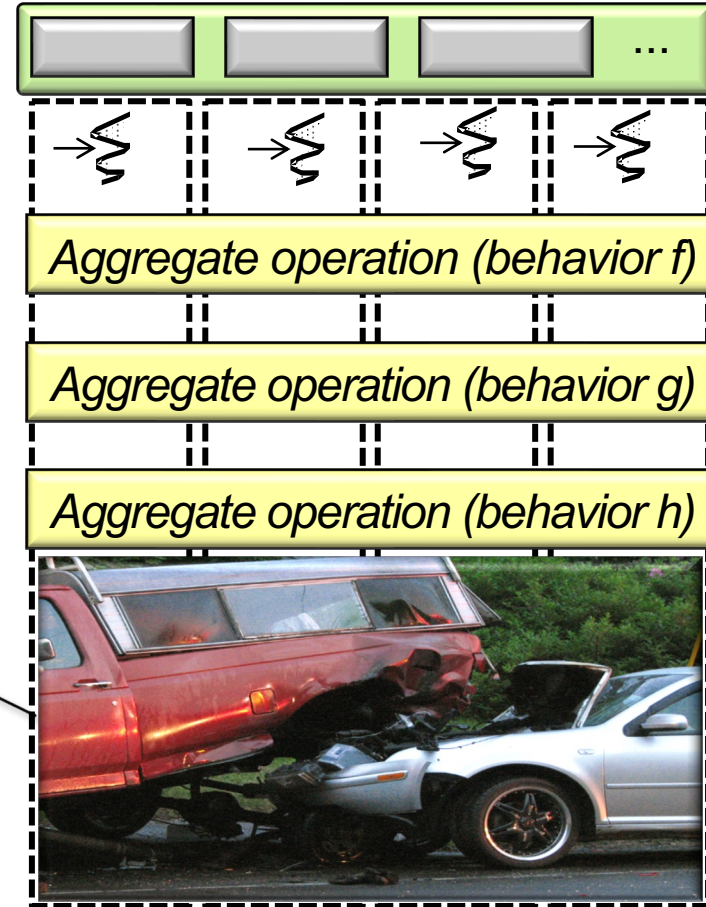 ...
Aggregate operation (behavior f)
Aggregate operation (behavior g)
Aggregate operation (behavior h)